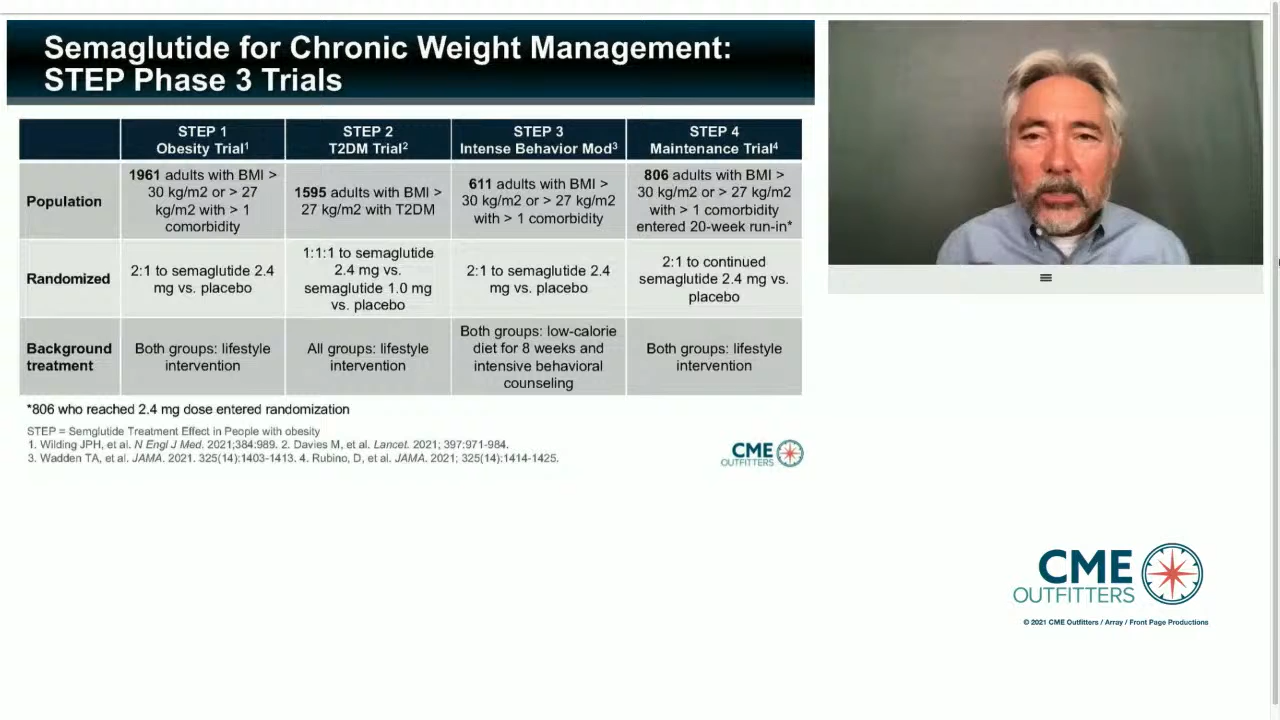 Semaglutide for Chronic Weight Management:
STEP Phase 3 Trials
STEP 1
Obesity Trial1
STEP 2
T2DM Trial2
STEP 3
Intense Behavior Mod3
STEP 4
Maintenance Trial4
Population
1961 adults with BMI >
30 kg/m2 or > 27
kg/m2 with > 1
comorbidity
1595 adults with BMI >
27 kg/m2 with T2DM
611 adults with BMI >
30 kg/m2 or > 27 kg/m2
with > 1 comorbidity
806 adults with BMI >
30 kg/m2 or > 27 kg/m2
with > 1 comorbidity
entered 20-week run-in*
Randomized
2:1 to semaglutide 2.4
mg vs. placebo
1:1:1 to semaglutide
2.4 mg vs.
semaglutide 1.0 mg
vs. placebo
2:1 to semaglutide 2.4
mg vs. placebo
2:1 to continued
semaglutide 2.4 mg vs.
placebo
Background
treatment
Both groups: lifestyle
intervention
All groups: lifestyle
intervention
Both groups: low-calorie
diet for 8 weeks and
intensive behavioral
counseling
Both groups: lifestyle
intervention
*806 who reached 2.4 mg dose entered randomization
STEP = Semglutide Treatment Effect in People with obesity
1. Wilding JPH, et al. N Engl J Med. 2021;384:989. 2. Davies M, et al. Lancet. 2021; 397:971-984.
3. Wadden TA, et al. JAMA. 2021. 325(14):1403-1413. 4. Rubino, D, et al. JAMA. 2021; 325(14):1414-1425.
CME
OUTFITTERS
CME
OUTFITTERS
© 2021 CME Outfitters / Array / Front Page Productions